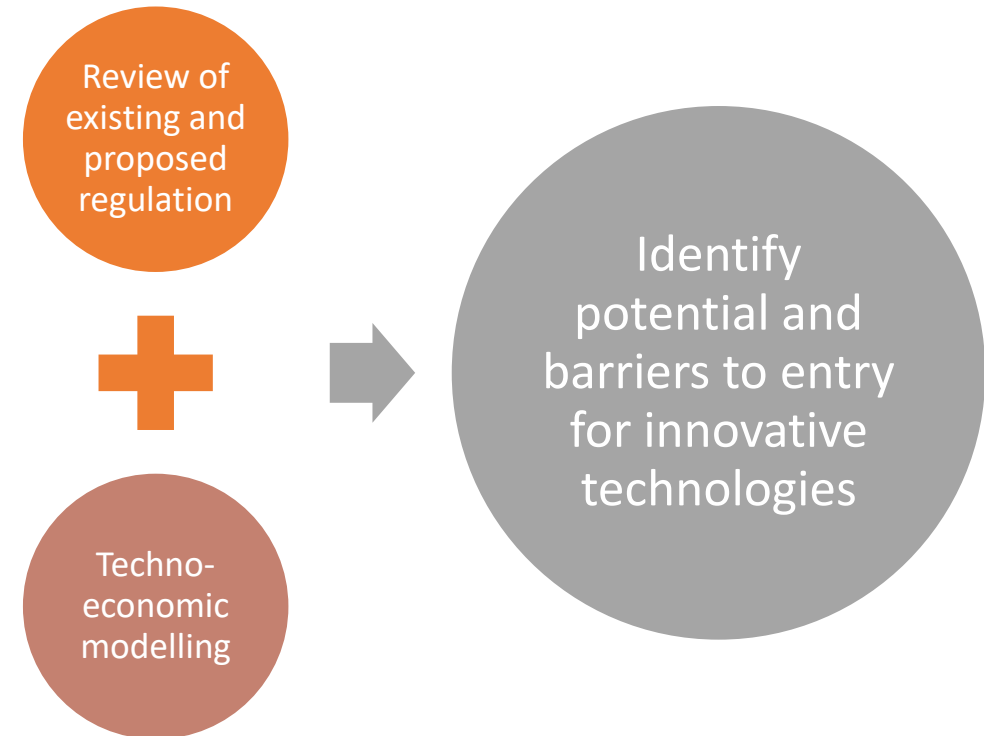 Review of
existing and
proposed
regulation
Techno-
economic
modelling
Identify
potential and
barriers to entry
for innovative
technologies